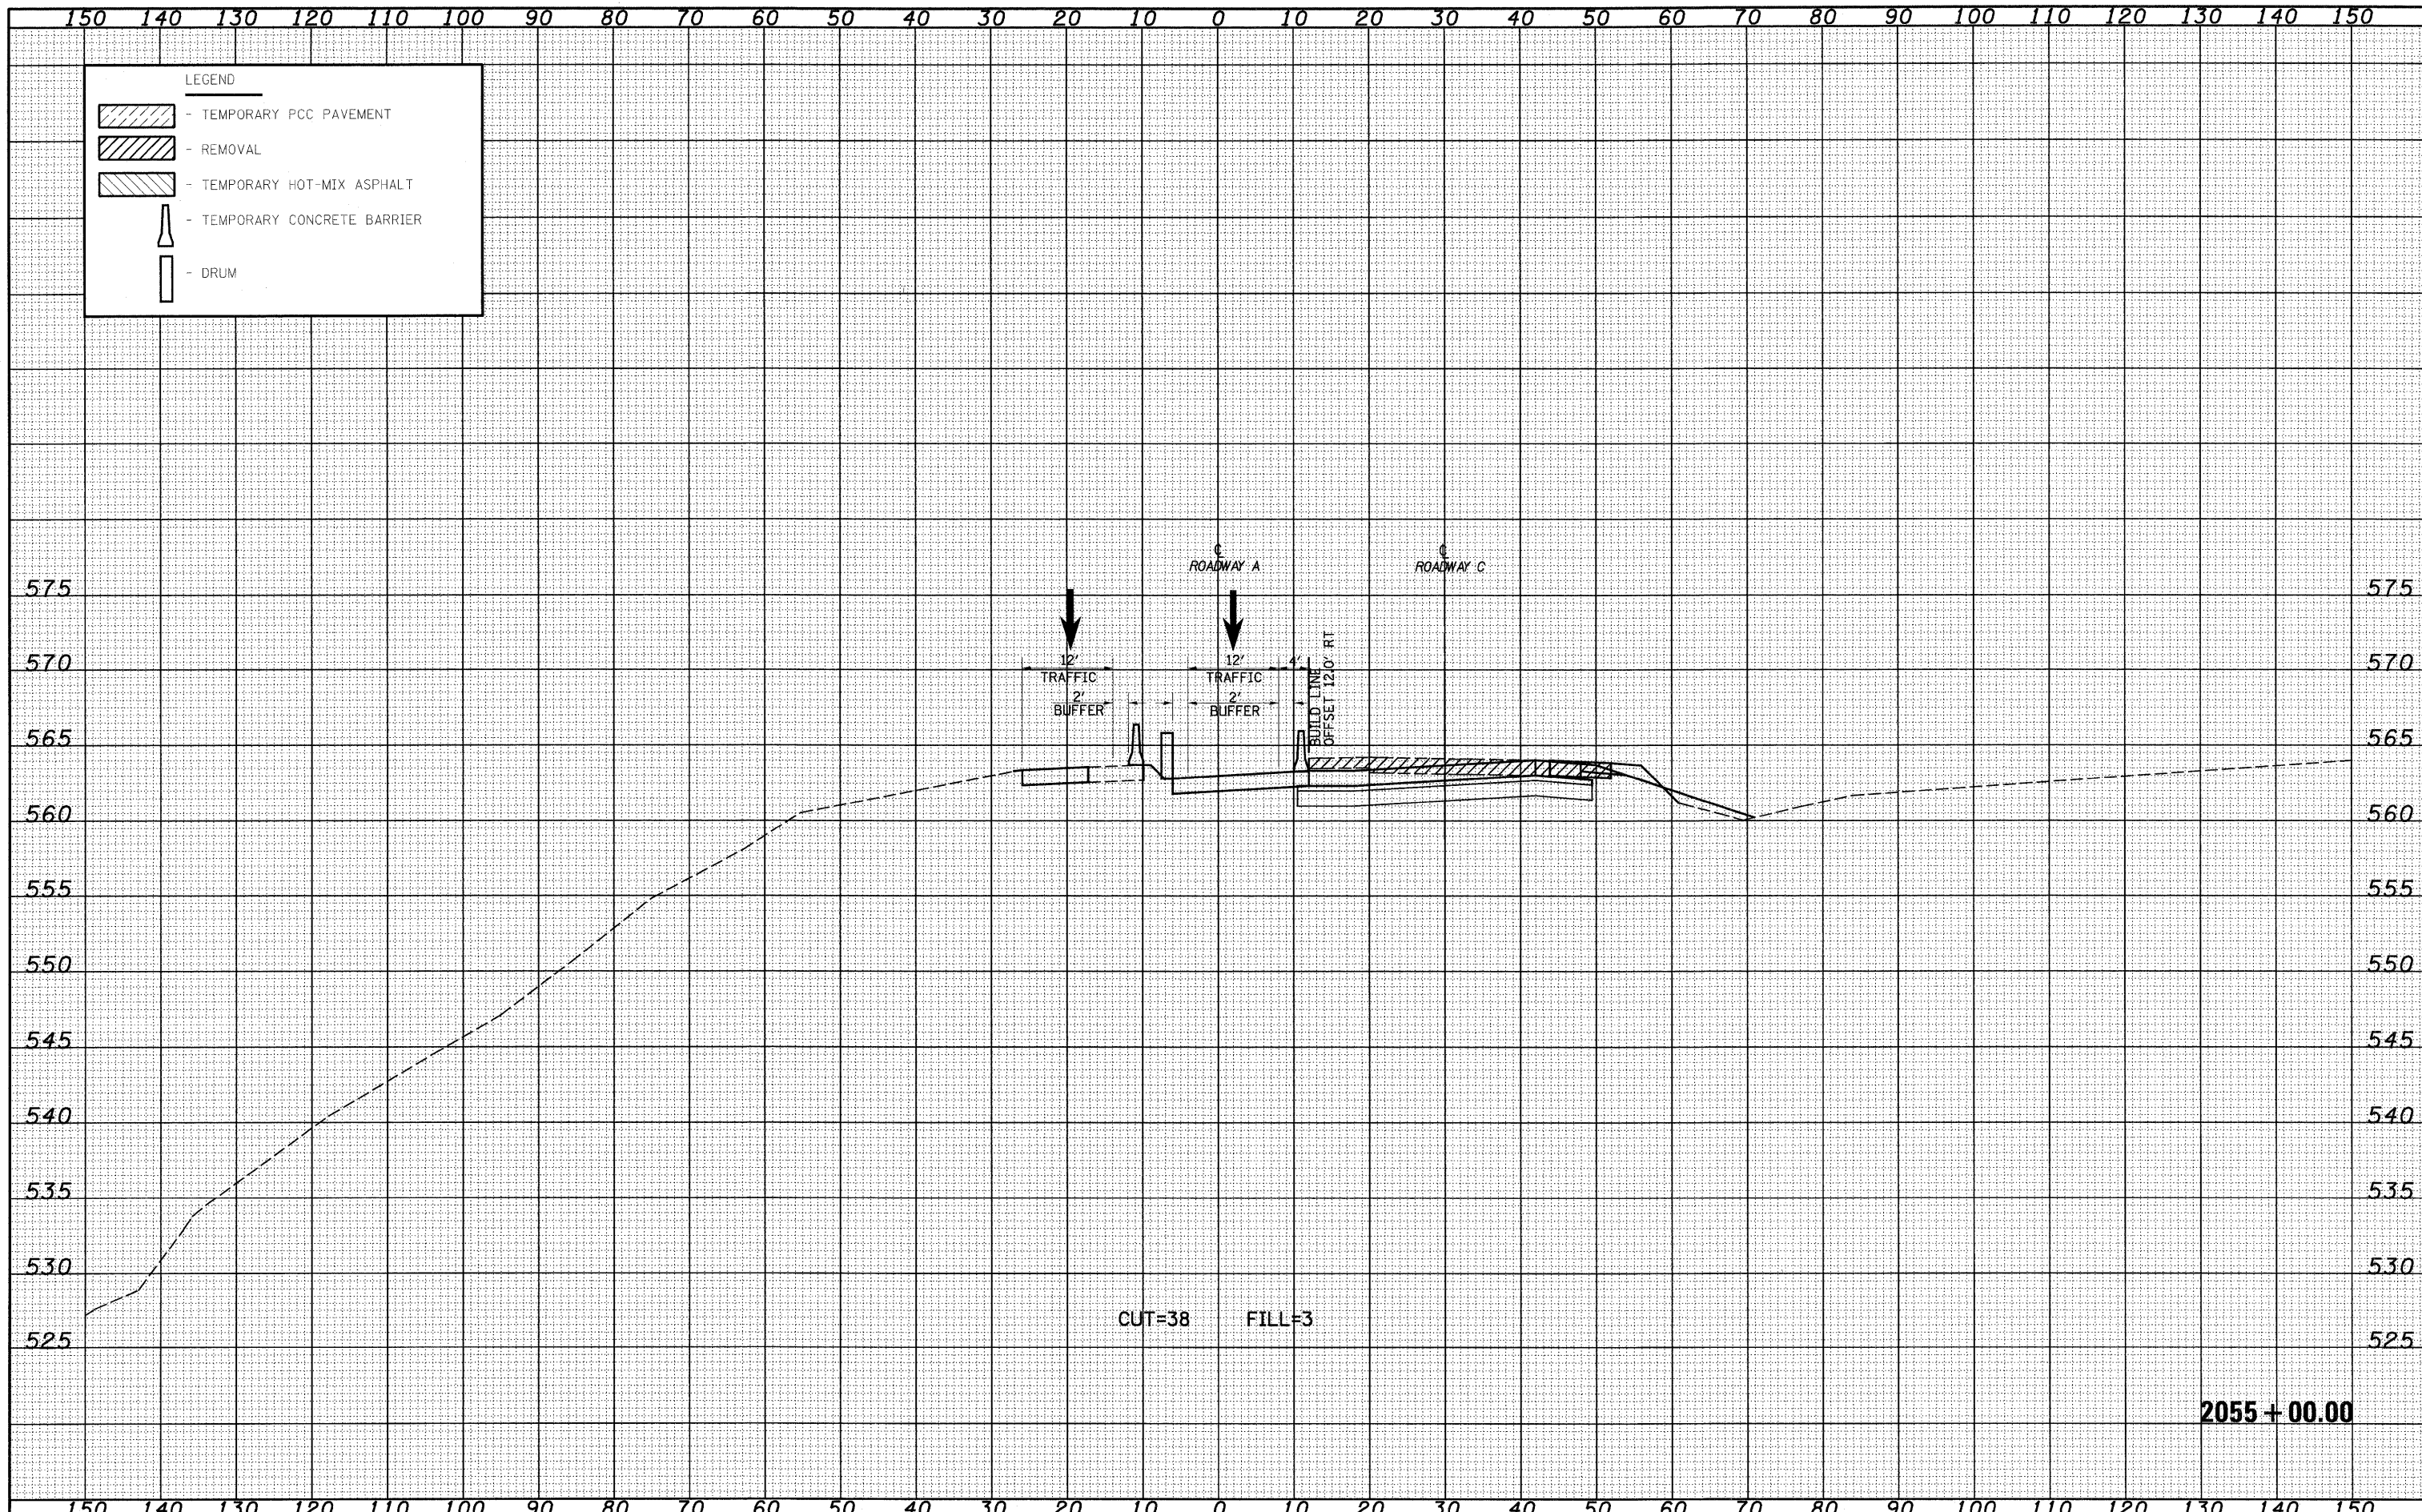 150 140 130 120 110 100 90 80 70 60 50 40 30 20 10 0 10 20 30 40 50 60 70 80 90 100 110 120 130 140 150
LEGEND
- TEMPORARY PCC PAVEMENT
- REMOVAL
- TEMPORARY HOT-MIX ASPHALT
- TEMPORARY CONCRETE BARRIER
- DRUM
℄ ℄
ROADWAY A ROADWAY C
575 575
570 570
12' 12' 4'
TRAFFIC TRAFFIC
2' 2'
BUFFER BUFFER
BUILD LINE
OFFSET 12.0' RT
565 565
560 560
555 555
550 550
545 545
540 540
535 535
530 530
CUT=38 FILL=3
525 525
2055+00.00
150 140 130 120 110 100 90 80 70 60 50 40 30 20 10 0 10 20 30 40 50 60 70 80 90 100 110 120 130 140 150